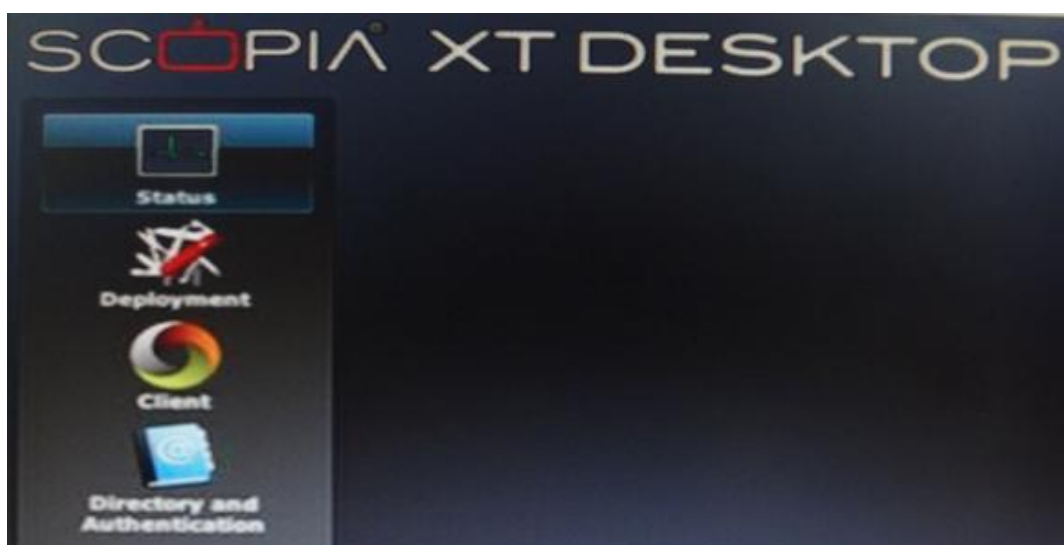 SCOPIA® XT DESKTOP
Status
Deployment
Client
Directory and
Authentication